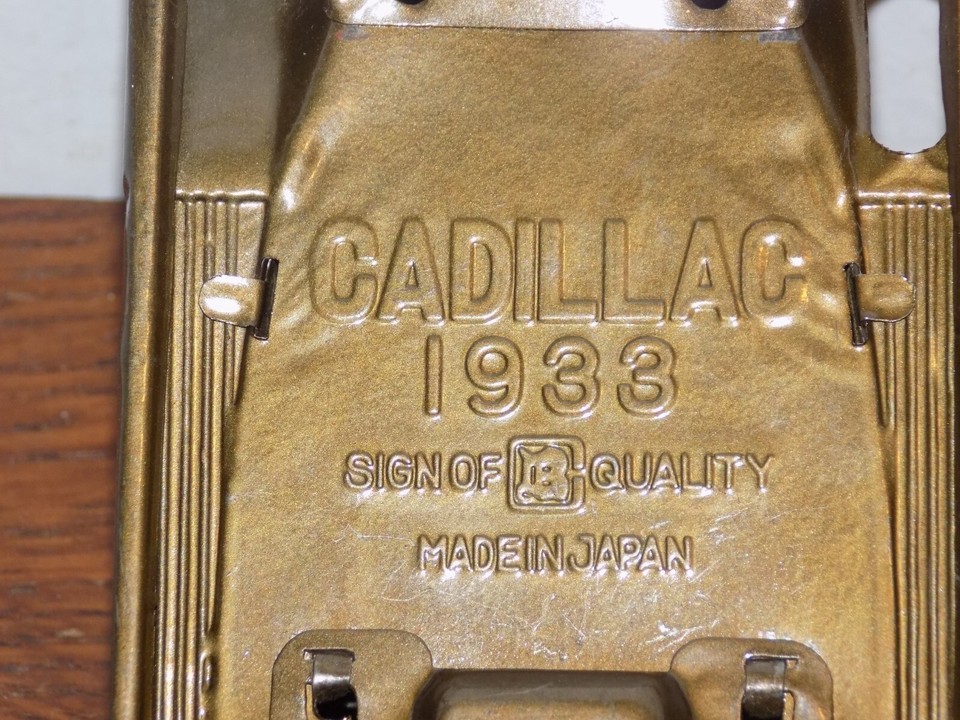 CADILLAC
1933
SIGN OF QUALITY
MADE IN JAPAN